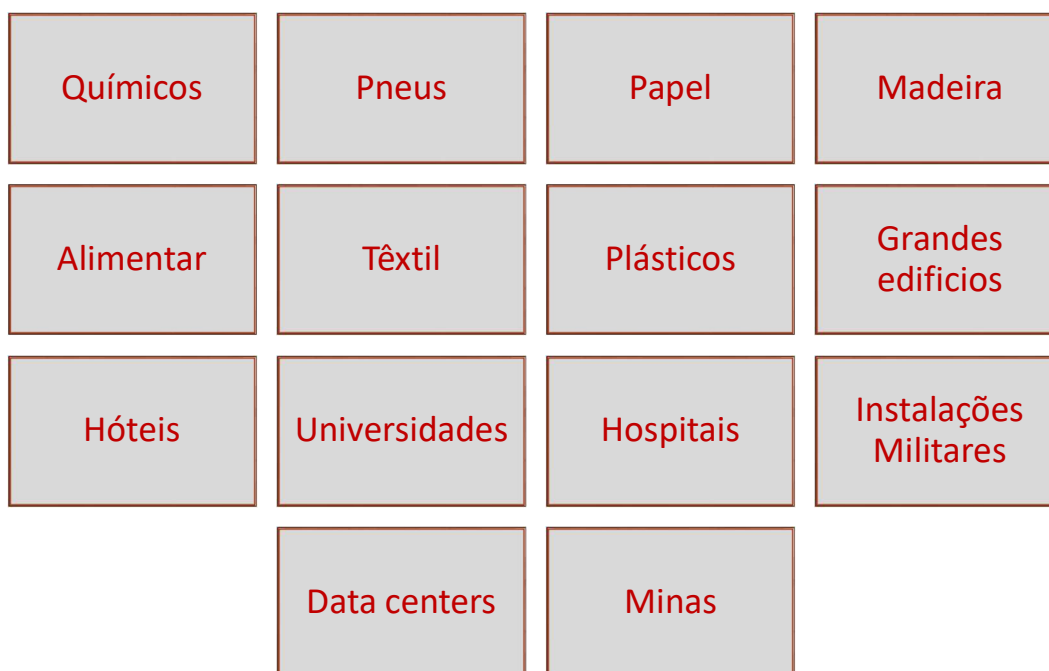 Químicos
Pneus
Papel
Madeira
Alimentar
Têxtil
Plásticos
Grandes
edificios
Hóteis
Universidades
Hospitais
Instalações
Militares
Data centers
Minas